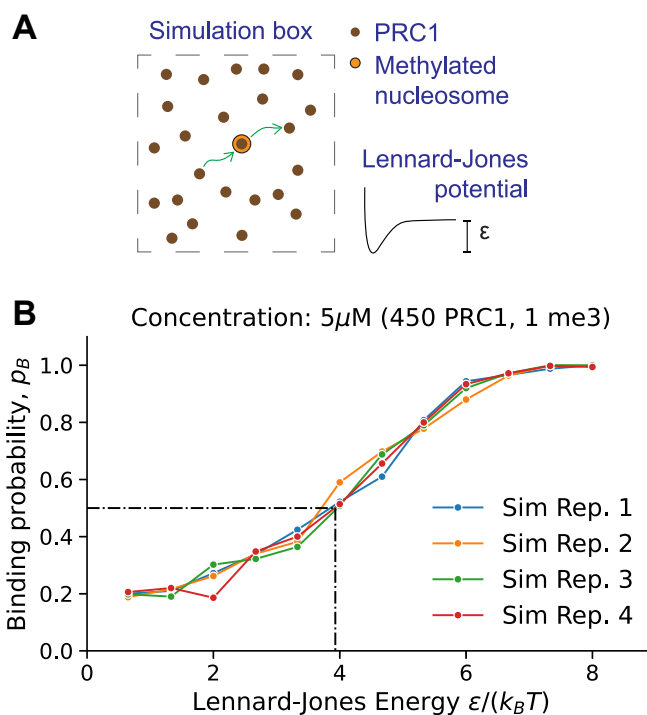 A
Simulation box
PRC1
Methylated
nucleosome
Lennard-Jones
potential
ε
B
Concentration: 5μM (450 PRC1, 1 me3)
Binding probability, p_B
1.0
0.8
0.6
0.4
0.2
0.0
Sim Rep. 1
Sim Rep. 2
Sim Rep. 3
Sim Rep. 4
0 2 4 6 8
Lennard-Jones Energy ε/(k_BT)